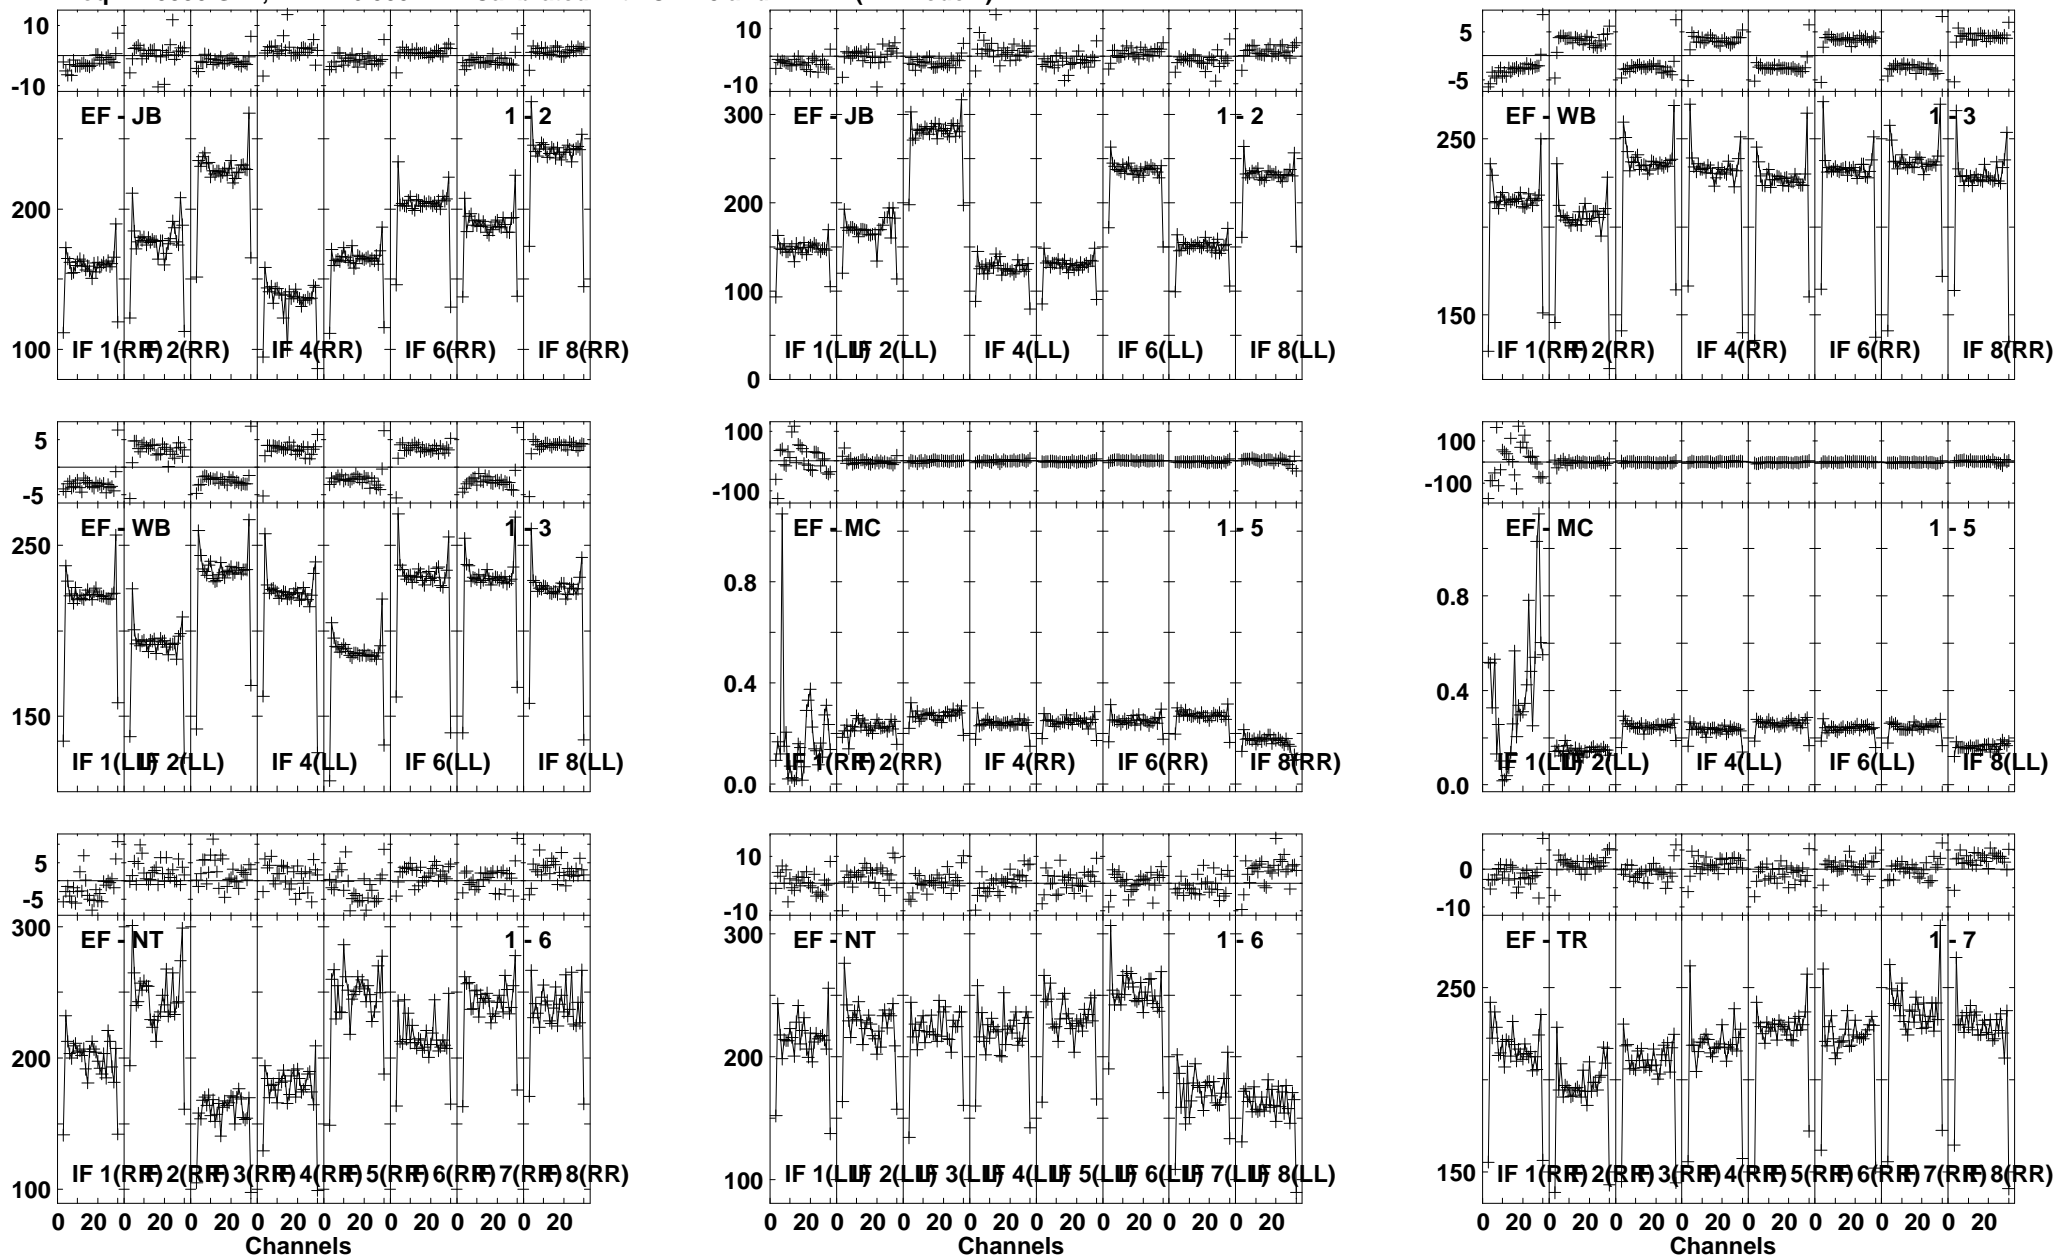 10
-10
EF - JB 1 - 2
200
100
IF 1(RR) IF 2(RR) IF 4(RR) IF 6(RR) IF 8(RR)
10
-10
EF - JB 1 - 2
300
200
100
0
IF 1(LL) IF 2(LL) IF 4(LL) IF 6(LL) IF 8(LL)
5
-5
EF - WB 1 - 3
250
150
IF 1(RR) IF 2(RR) IF 4(RR) IF 6(RR) IF 8(RR)
5
-5
EF - WB 1 - 3
250
150
IF 1(LL) IF 2(LL) IF 4(LL) IF 6(LL) IF 8(LL)
100
-100
EF - MC 1 - 5
0.8
0.4
0.0
IF 1(RR) IF 2(RR) IF 4(RR) IF 6(RR) IF 8(RR)
100
-100
EF - MC 1 - 5
0.8
0.4
0.0
IF 1(LL) IF 2(LL) IF 4(LL) IF 6(LL) IF 8(LL)
5
-5
EF - NT 1 - 6
300
200
100
IF 1(RR) IF 2(RR) IF 3(RR) IF 4(RR) IF 5(RR) IF 6(RR) IF 7(RR) IF 8(RR)
0 20 0 20 0 20 0 20 0 20 0 20 0 20 0 20
Channels
10
-10
EF - NT 1 - 6
300
200
100
IF 1(LL) IF 2(LL) IF 3(LL) IF 4(LL) IF 5(LL) IF 6(LL) IF 7(LL) IF 8(LL)
0 20 0 20 0 20 0 20 0 20 0 20 0 20 0 20
Channels
0
-10
EF - TR 1 - 7
250
150
IF 1(RR) IF 2(RR) IF 3(RR) IF 4(RR) IF 5(RR) IF 6(RR) IF 7(RR) IF 8(RR)
0 20 0 20 0 20 0 20 0 20 0 20 0 20 0 20
Channels